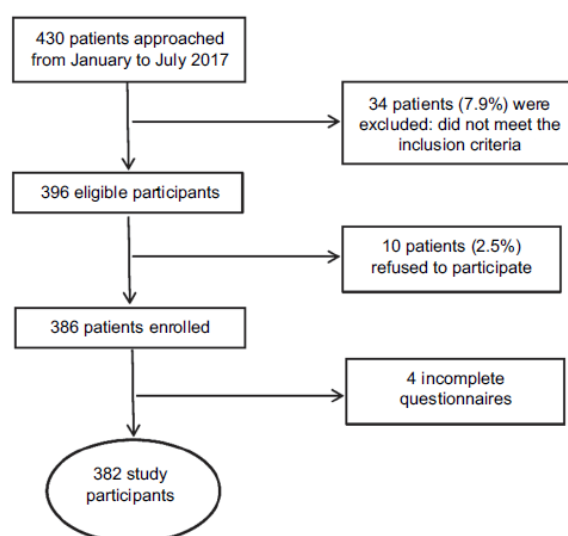 430 patients approached
from January to July 2017
34 patients (7.9%) were
excluded: did not meet the
inclusion criteria
396 eligible participants
10 patients (2.5%)
refused to participate
386 patients enrolled
4 incomplete
questionnaires
382 study
participants